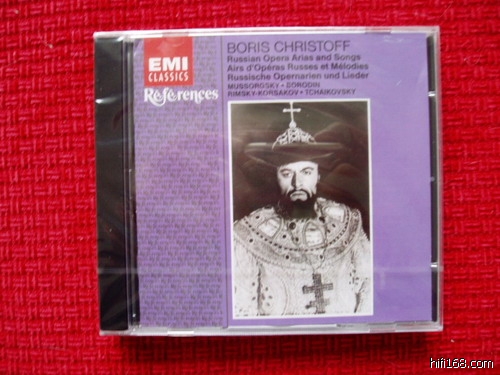 EMI
CLASSICS
Références
BORIS CHRISTOFF
Russian Opera Arias and Songs
Airs d'Opéras Russes et Mélodies
Russische Opernarien und Lieder
MUSSORGSKY • BORODIN
RIMSKY-KORSAKOV • TCHAIKOVSKY
hifi168.com